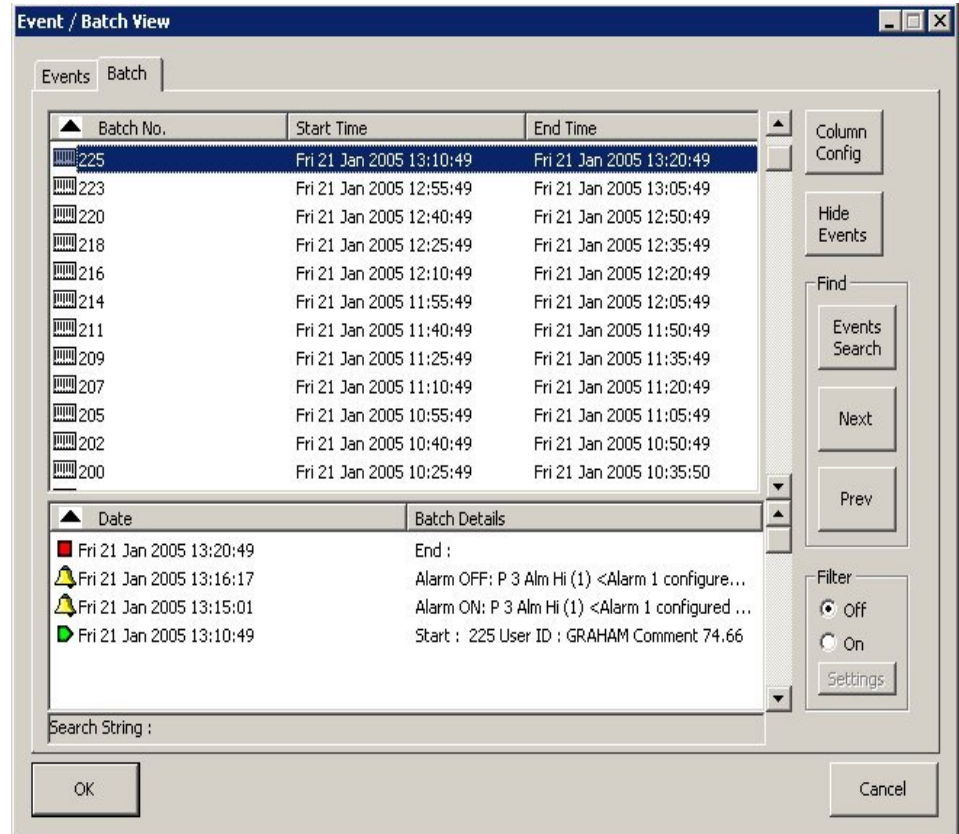 Event / Batch View
Events Batch
Batch No. Start Time End Time
225 Fri 21 Jan 2005 13:10:49 Fri 21 Jan 2005 13:20:49
223 Fri 21 Jan 2005 12:55:49 Fri 21 Jan 2005 13:05:49
220 Fri 21 Jan 2005 12:40:49 Fri 21 Jan 2005 12:50:49
218 Fri 21 Jan 2005 12:25:49 Fri 21 Jan 2005 12:35:49
216 Fri 21 Jan 2005 12:10:49 Fri 21 Jan 2005 12:20:49
214 Fri 21 Jan 2005 11:55:49 Fri 21 Jan 2005 12:05:49
211 Fri 21 Jan 2005 11:40:49 Fri 21 Jan 2005 11:50:49
209 Fri 21 Jan 2005 11:25:49 Fri 21 Jan 2005 11:35:49
207 Fri 21 Jan 2005 11:10:49 Fri 21 Jan 2005 11:20:49
205 Fri 21 Jan 2005 10:55:49 Fri 21 Jan 2005 11:05:49
202 Fri 21 Jan 2005 10:40:49 Fri 21 Jan 2005 10:50:49
200 Fri 21 Jan 2005 10:25:49 Fri 21 Jan 2005 10:35:50
Date Batch Details
Fri 21 Jan 2005 13:20:49 End :
Fri 21 Jan 2005 13:16:17 Alarm OFF: P 3 Alm Hi (1) <Alarm 1 configure...
Fri 21 Jan 2005 13:15:01 Alarm ON: P 3 Alm Hi (1) <Alarm 1 configured ...
Fri 21 Jan 2005 13:10:49 Start : 225 User ID : GRAHAM Comment 74.66
Search String :
Column
Config
Hide
Events
Find
Events
Search
Next
Prev
Filter
Off
On
Settings
OK
Cancel